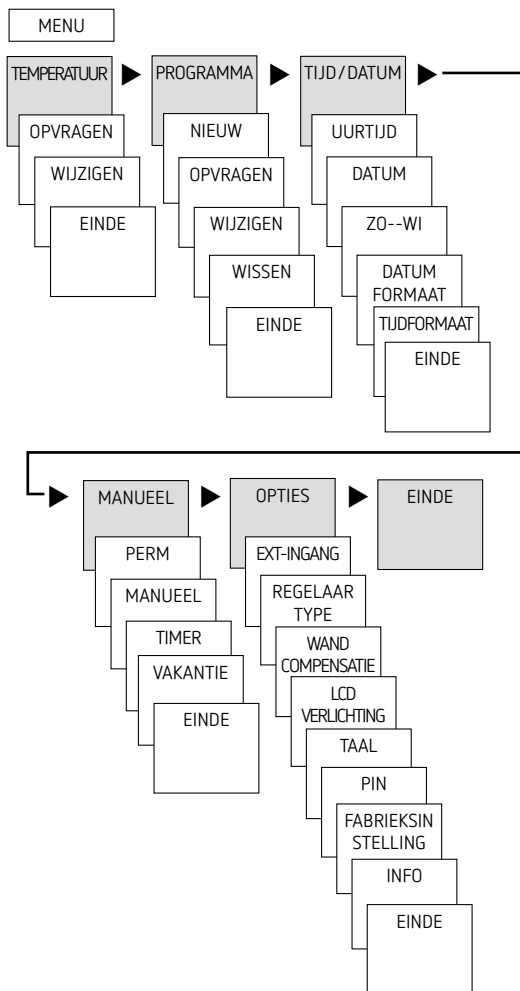 MENU
TEMPERATUUR
OPVRAGEN
WIJZIGEN
EINDE
PROGRAMMA
NIEUW
OPVRAGEN
WIJZIGEN
WISSEN
EINDE
TIJD/DATUM
UURTIJD
DATUM
ZO--WI
DATUM
FORMAAT
TIJDFORMAAT
EINDE
MANUEEL
PERM
MANUEEL
TIMER
VAKANTIE
EINDE
OPTIES
EXT-INGANG
REGELAAR
TYPE
WAND
COMPENSATIE
LCD
VERLICHTING
TAAL
PIN
FABRIEKSIN
STELLING
INFO
EINDE
EINDE